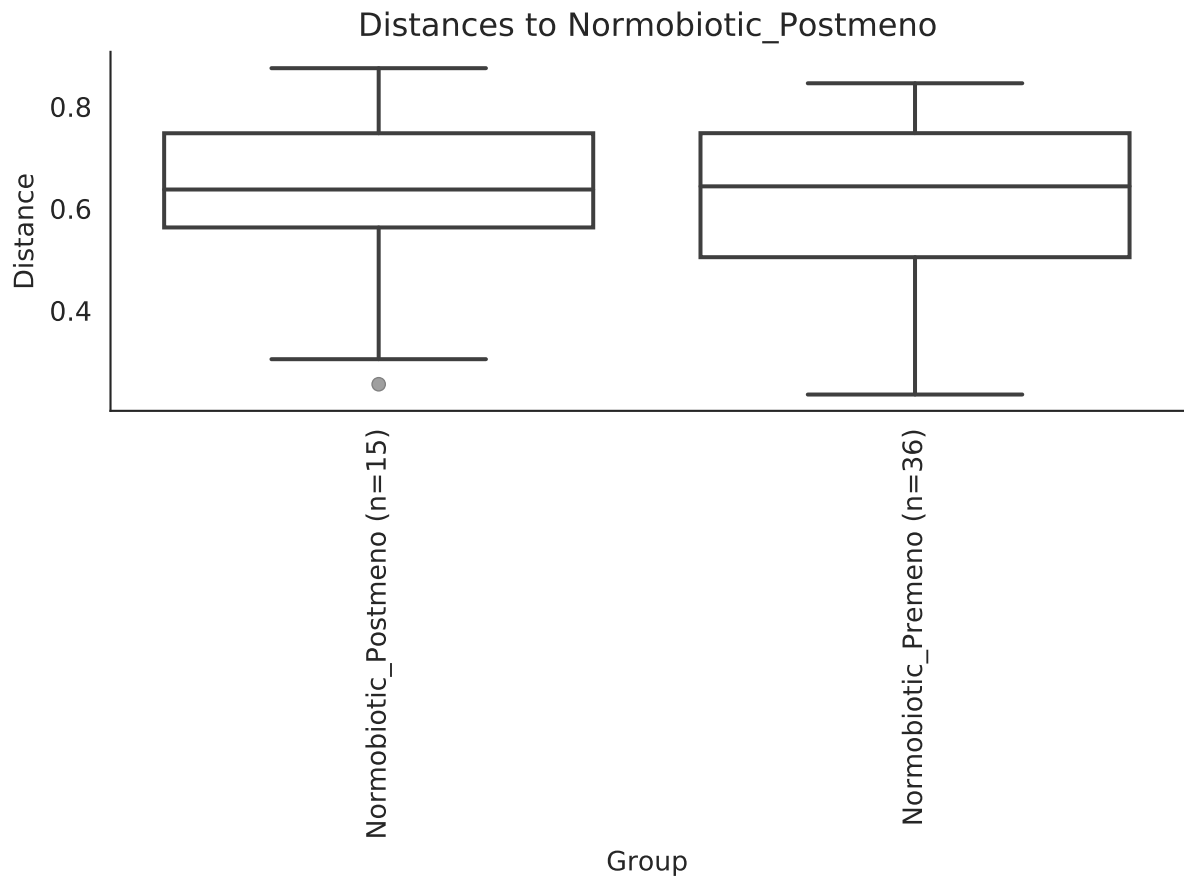 Distances to Normobiotic_Postmeno
Distance
0.8
0.6
0.4
Normobiotic_Postmeno (n=15)
Normobiotic_Premeno (n=36)
Group